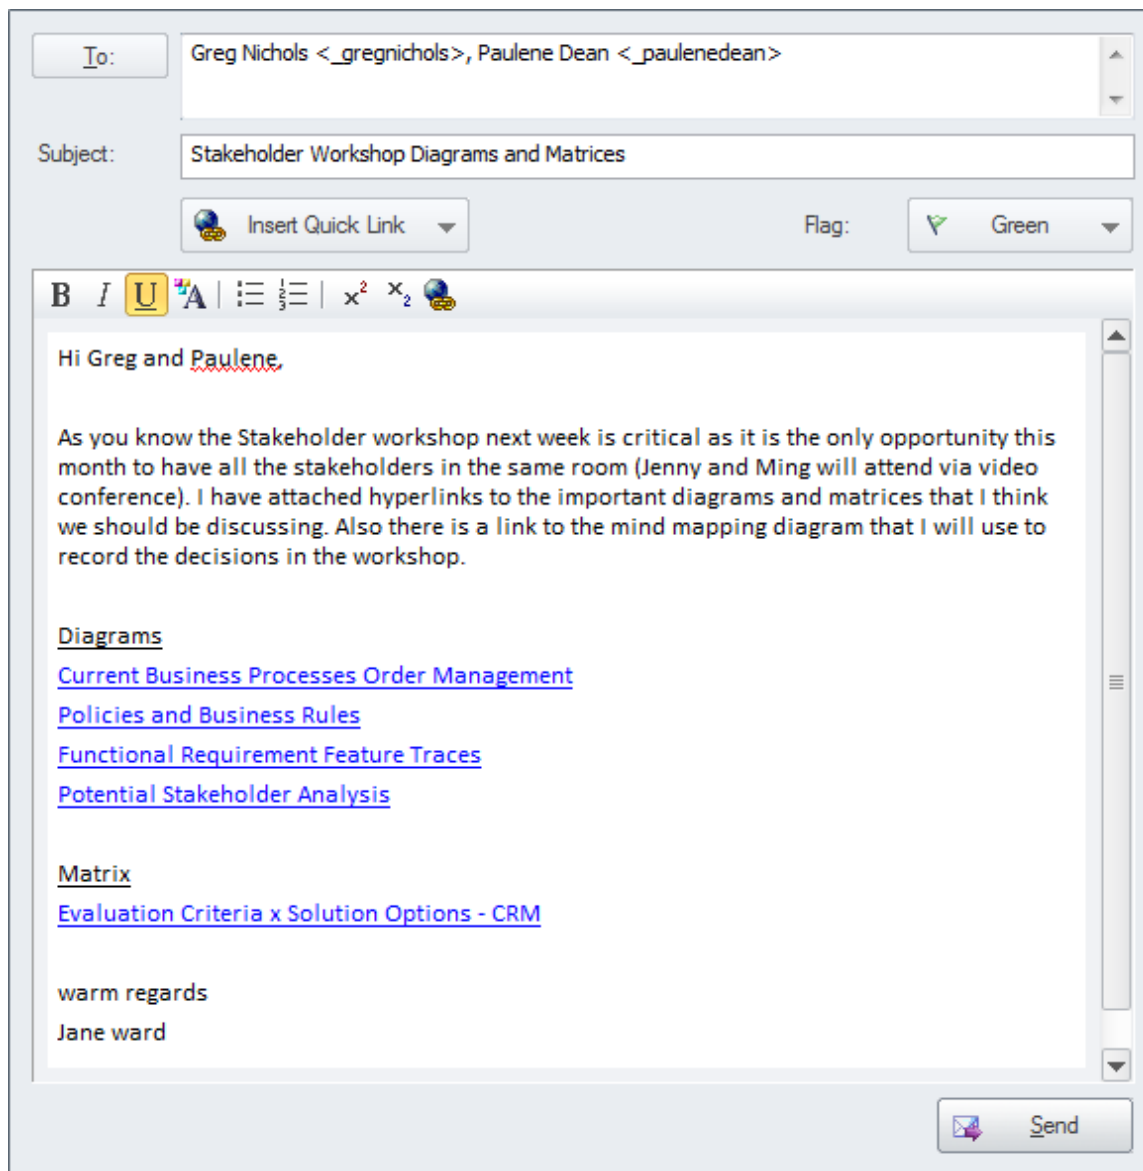 To:
Greg Nichols <_gregnichols>, Paulene Dean <_paulenedean>
Subject:
Stakeholder Workshop Diagrams and Matrices
Insert Quick Link
Flag:
Green
B I U A 1 2 3 x² x₂
Hi Greg and Paulene,
As you know the Stakeholder workshop next week is critical as it is the only opportunity this
month to have all the stakeholders in the same room (Jenny and Ming will attend via video
conference). I have attached hyperlinks to the important diagrams and matrices that I think
we should be discussing. Also there is a link to the mind mapping diagram that I will use to
record the decisions in the workshop.
Diagrams
Current Business Processes Order Management
Policies and Business Rules
Functional Requirement Feature Traces
Potential Stakeholder Analysis
Matrix
Evaluation Criteria x Solution Options - CRM
warm regards
Jane ward
Send